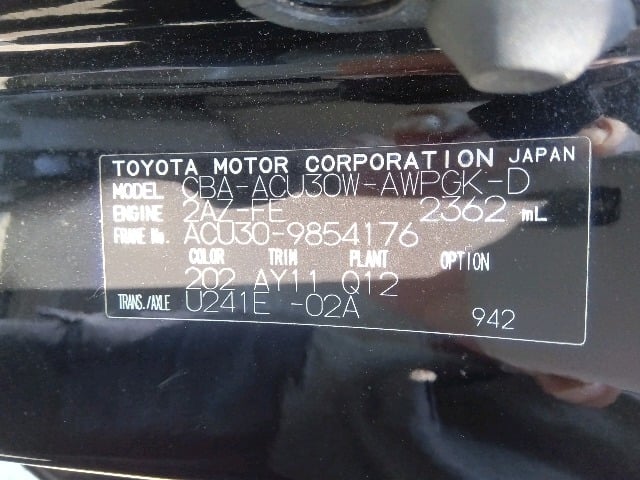 TOYOTA MOTOR CORPORATION JAPAN
MODEL CBA-ACU30W-AWPGK-D
ENGINE 2AZ-FE 2362 mL
FRAME No. ACU30-9854176
COLOR TRIM PLANT OPTION
202 AY11 Q12
TRANS./AXLE U241E -02A 942